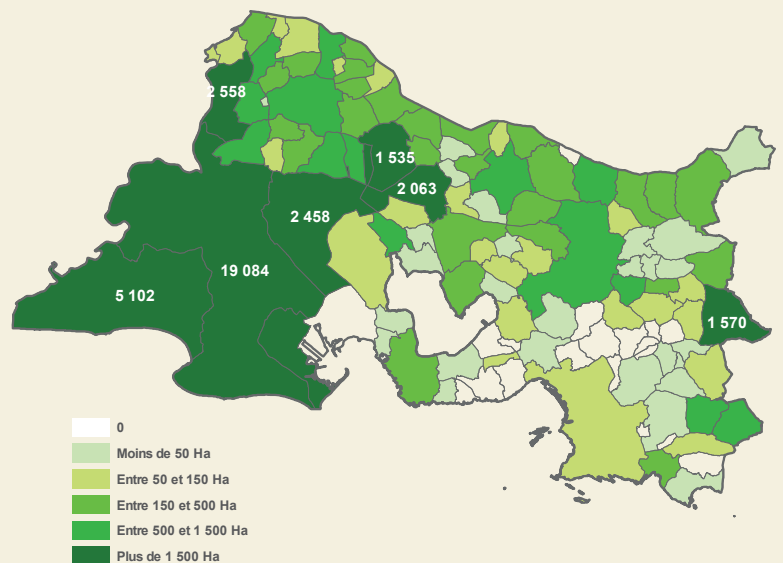 2 558
1 535
2 063
2 458
19 084
5 102
1 570
0
Moins de 50 Ha
Entre 50 et 150 Ha
Entre 150 et 500 Ha
Entre 500 et 1 500 Ha
Plus de 1 500 Ha